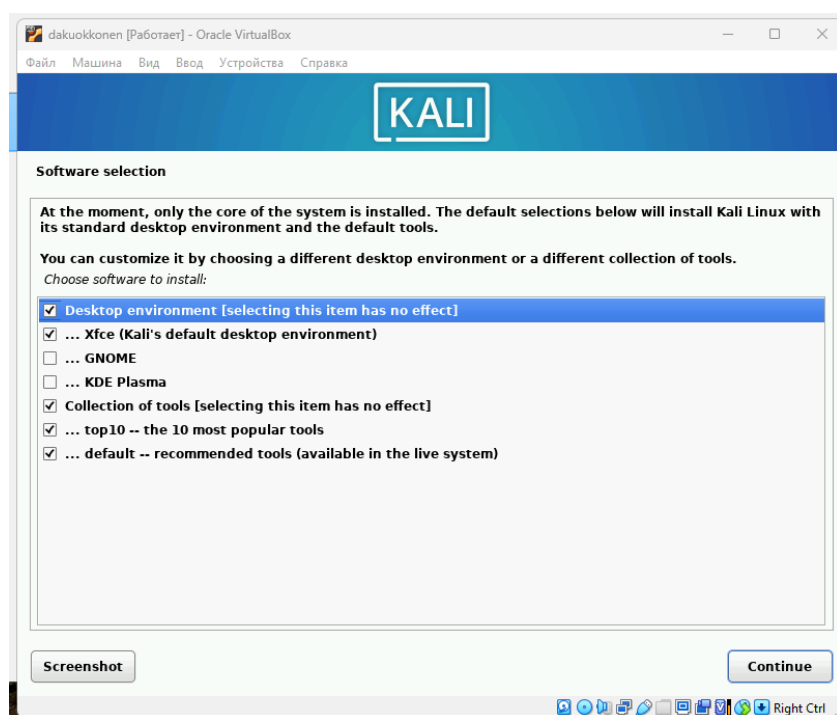 dakuokkonen [Работает] - Oracle VirtualBox
Файл Машина Вид Ввод Устройства Справка
KALI
Software selection
At the moment, only the core of the system is installed. The default selections below will install Kali Linux with
its standard desktop environment and the default tools.
You can customize it by choosing a different desktop environment or a different collection of tools.
Choose software to install:
Desktop environment [selecting this item has no effect]
... Xfce (Kali's default desktop environment)
... GNOME
... KDE Plasma
Collection of tools [selecting this item has no effect]
... top10 -- the 10 most popular tools
... default -- recommended tools (available in the live system)
Screenshot
Continue
Right Ctrl